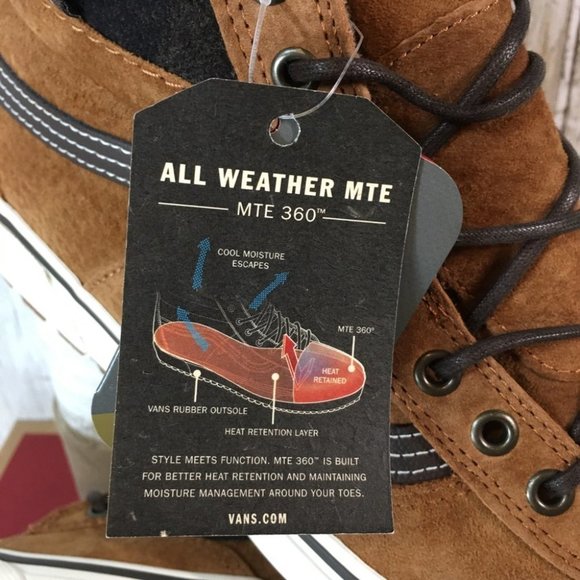 ALL WEATHER MTE
MTE 360™
COOL MOISTURE
ESCAPES
MTE 360°
HEAT
RETAINED
VANS RUBBER OUTSOLE
HEAT RETENTION LAYER
STYLE MEETS FUNCTION. MTE 360™ IS BUILT
FOR BETTER HEAT RETENTION AND MAINTAINING
MOISTURE MANAGEMENT AROUND YOUR TOES.
VANS.COM